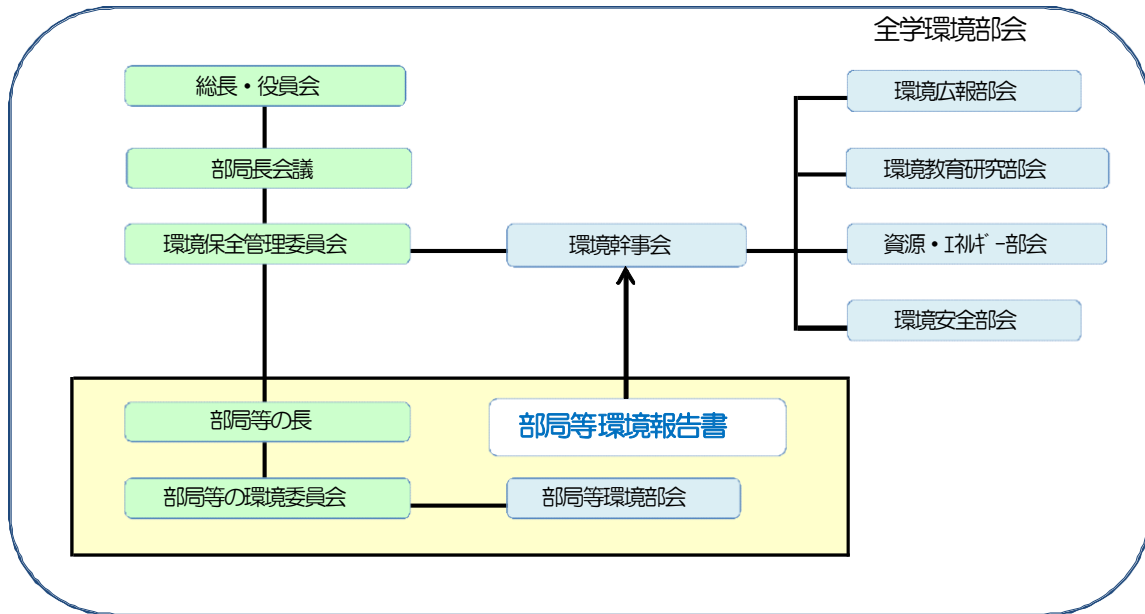 全学環境部会
総長・役員会
環境広報部会
部局長会議
環境教育研究部会
環境保全管理委員会
環境幹事会
資源・ｴﾈﾙｷﾞｰ部会
環境安全部会
部局等の長
部局等環境報告書
部局等の環境委員会
部局等環境部会